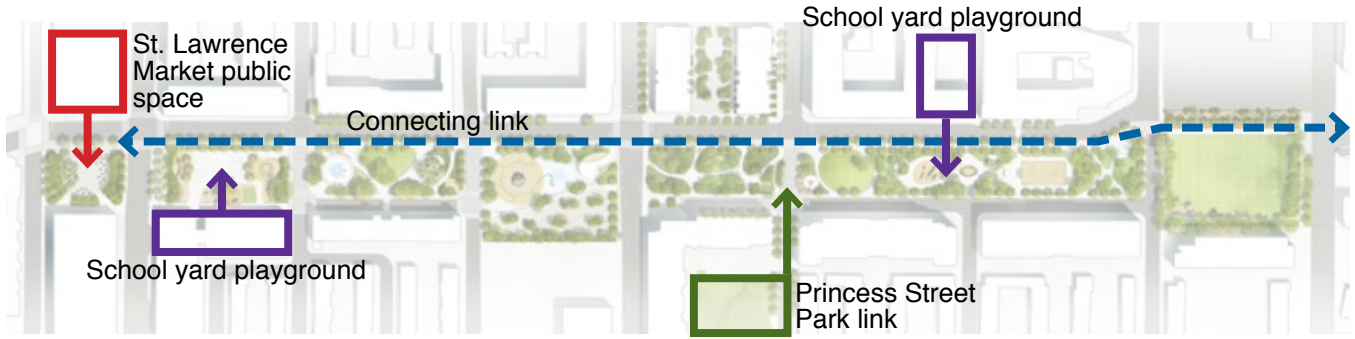 St. Lawrence
Market public
space
School yard playground
Connecting link
School yard playground
Princess Street
Park link